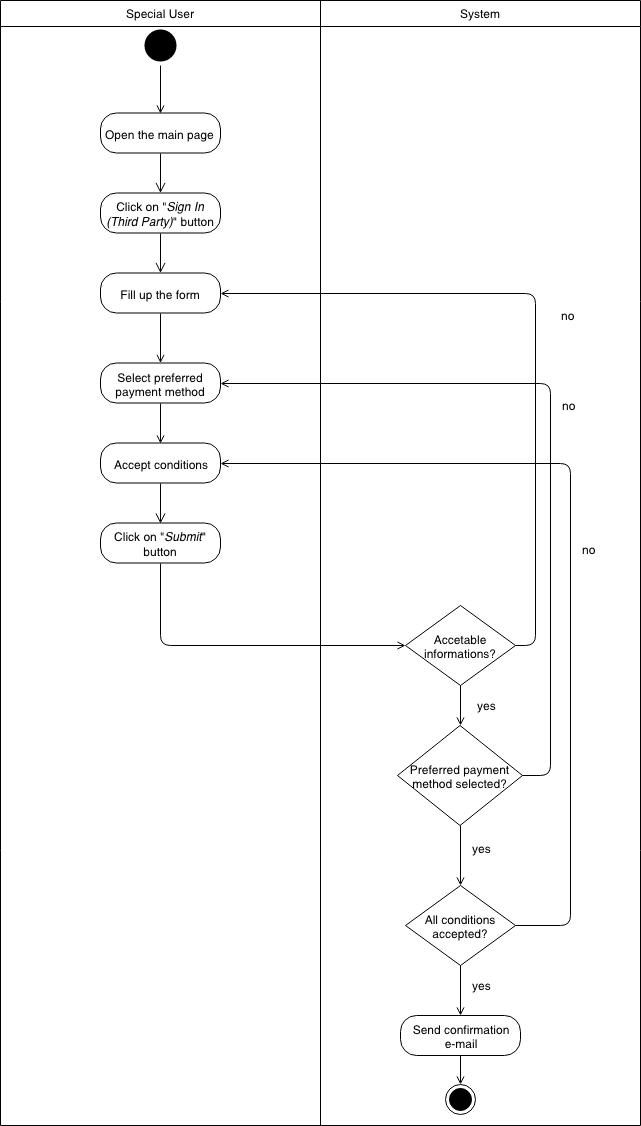 Special User
System
Open the main page
Click on "Sign In
(Third Party)" button
Fill up the form
no
Select preferred
payment method
no
Accept conditions
Click on "Submit"
button
no
Accetable
informations?
yes
Preferred payment
method selected?
yes
All conditions
accepted?
yes
Send confirmation
e-mail